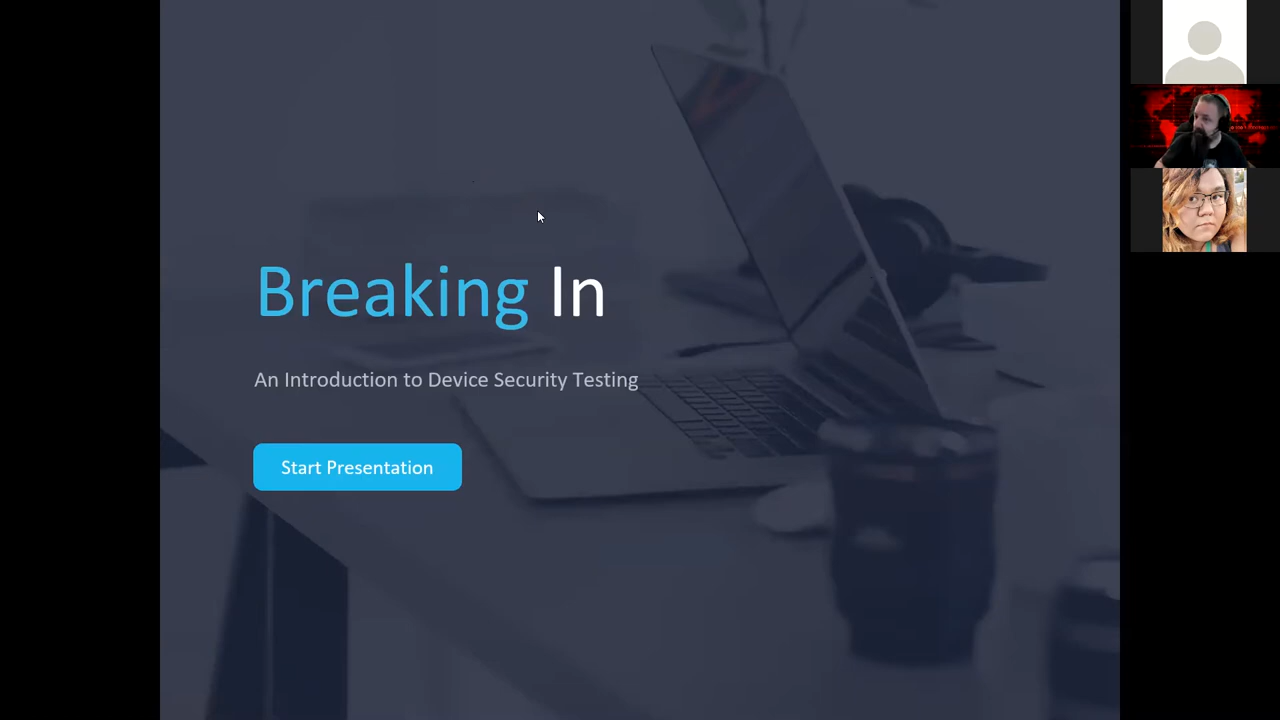 Breaking In
An Introduction to Device Security Testing
Start Presentation